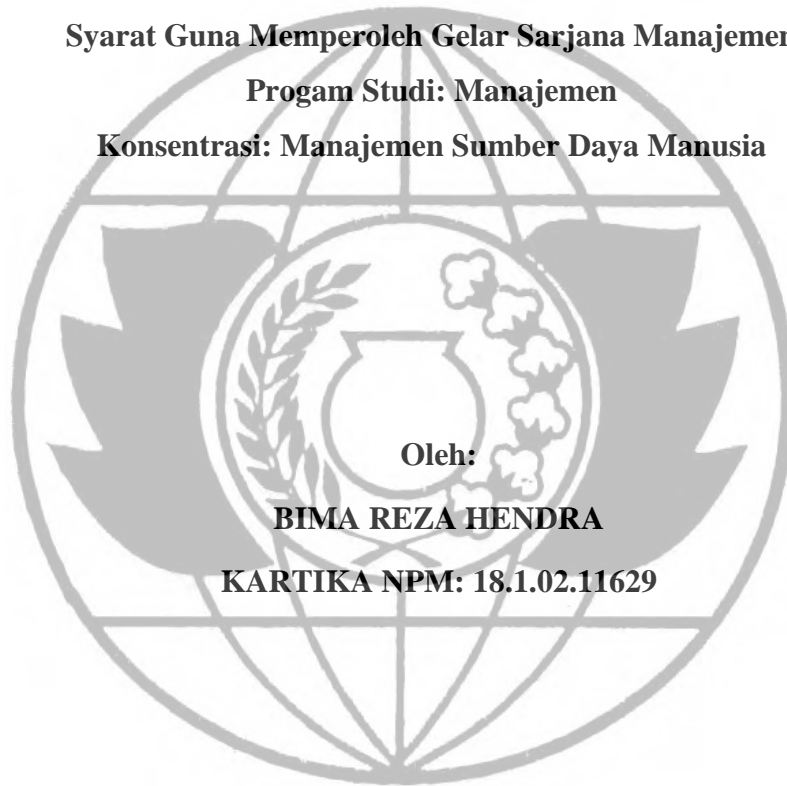 Syarat Guna Memperoleh Gelar Sarjana Manajemen
Progam Studi: Manajemen
Konsentrasi: Manajemen Sumber Daya Manusia
Oleh:
BIMA REZA HENDRA
KARTIKA NPM: 18.1.02.11629